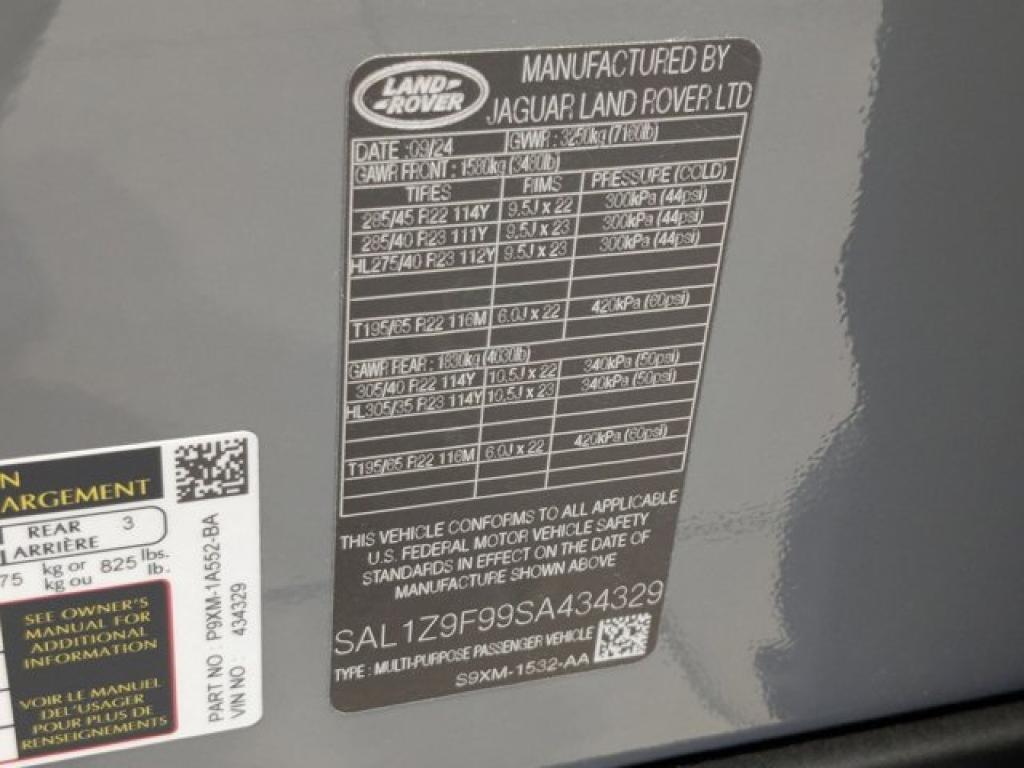 LAND
ROVER
MANUFACTURED BY
JAGUAR LAND ROVER LTD
DATE :
GVWR : 3250kg (7160lb)
GAWR FRONT : 1580kg (3480lb)
TIRES RIMS PRESSURE (COLD)
285/45 R22 114Y 9.5J x 22 300kPa (44psi)
285/40 R23 111Y 9.5J x 23 300kPa (44psi)
HL275/40 R23 112Y 9.5J x 23 300kPa (44psi)
T195/65 R22 116M 6.0J x 22 420kPa (60psi)
GAWR REAR : 1830kg (4030lb)
305/40 R22 114Y 10.5J x 22 340kPa (50psi)
HL305/35 R23 114Y 10.5J x 23 340kPa (50psi)
T195/65 R22 116M 6.0J x 22 420kPa (60psi)
THIS VEHICLE CONFORMS TO ALL APPLICABLE
U.S. FEDERAL MOTOR VEHICLE SAFETY
STANDARDS IN EFFECT ON THE DATE OF
MANUFACTURE SHOWN ABOVE
SAL1Z9F99SA434329
TYPE : MULTI-PURPOSE PASSENGER VEHICLE
S9XM-1532-AA
N
ARGEMENT
REAR 3
ARRIÈRE
75 kg or 825 lbs.
kg ou lb.
SEE OWNER'S
MANUAL FOR
ADDITIONAL
INFORMATION
VOIR LE MANUEL
DEL'USAGER
POUR PLUS DE
RENSEIGNEMENTS
PART NO : P9XM-1A552-BA
VIN NO : 434329